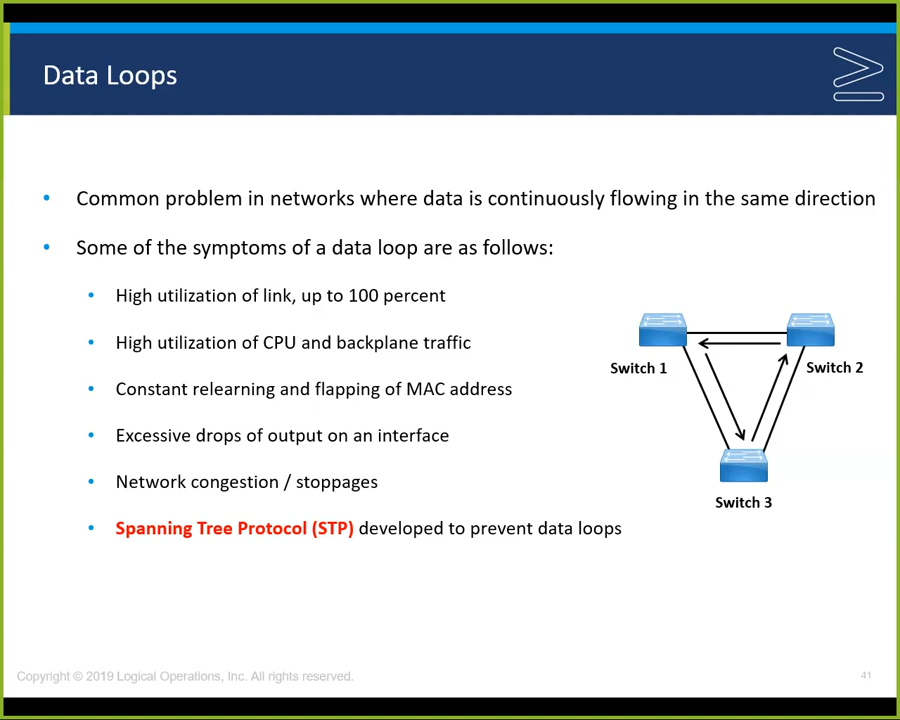 Data Loops
• Common problem in networks where data is continuously flowing in the same direction
• Some of the symptoms of a data loop are as follows:
• High utilization of link, up to 100 percent
• High utilization of CPU and backplane traffic
• Constant relearning and flapping of MAC address
• Excessive drops of output on an interface
• Network congestion / stoppages
• Spanning Tree Protocol (STP) developed to prevent data loops
Switch 1
Switch 2
Switch 3
Copyright © 2019 Logical Operations, Inc. All rights reserved.
41